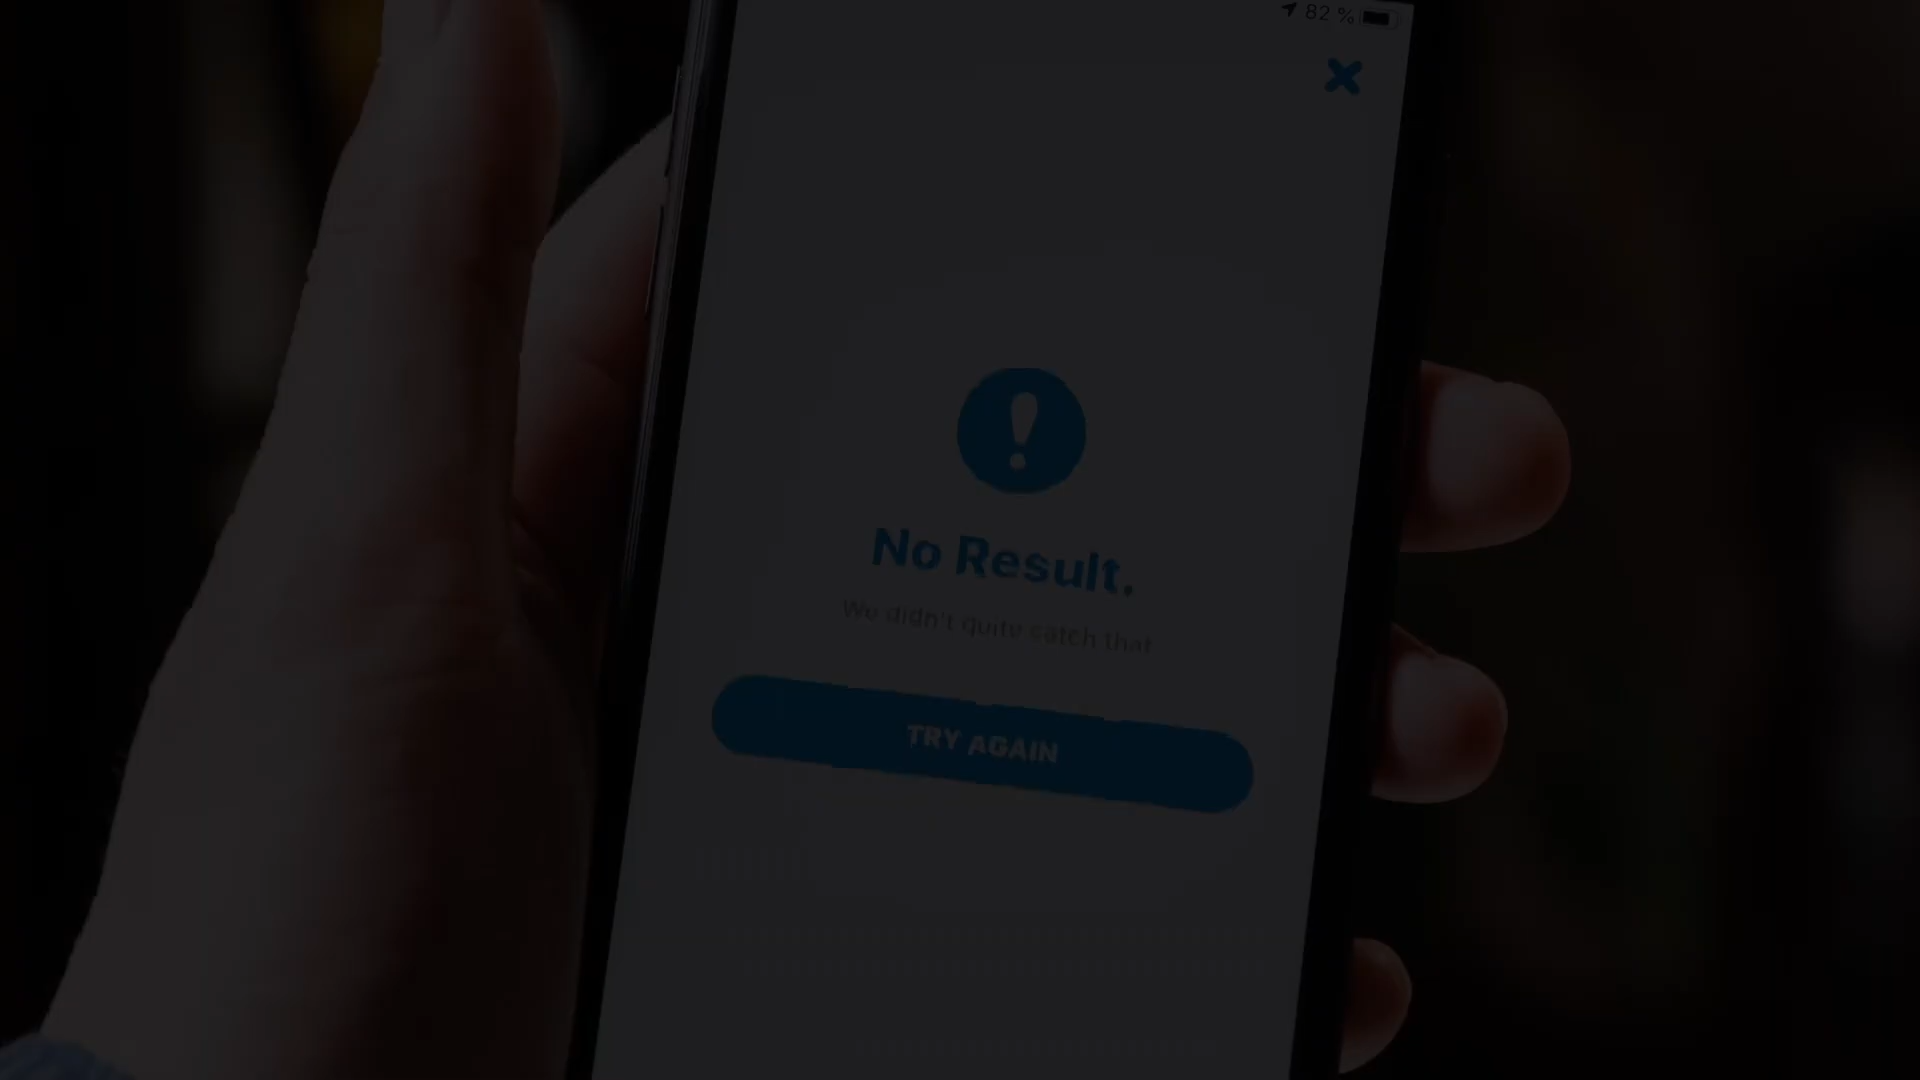 82 %
No Result.
We didn't quite catch that
TRY AGAIN